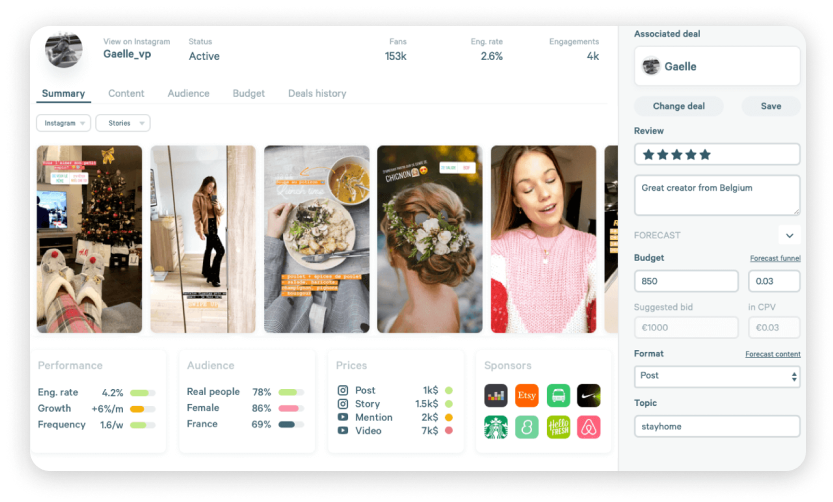 View on Instagram
Gaelle_vp
Status
Active
Fans
153k
Eng. rate
2.6%
Engagements
4k
Summary
Content
Audience
Budget
Deals history
Instagram
Stories
CHIGNON
Performance
Eng. rate 4.2%
Growth +6%/m
Frequency 1.6/w
Audience
Real people 78%
Female 86%
France 69%
Prices
Post 1k$
Story 1.5k$
Mention 2k$
Video 7k$
Sponsors
Etsy
HELLO FRESH
Associated deal
Gaelle
Change deal
Save
Review
Great creator from Belgium
FORECAST
Budget
Forecast funnel
850
0.03
Suggested bid
in CPV
€1000
€0.03
Format
Forecast content
Post
Topic
stayhome